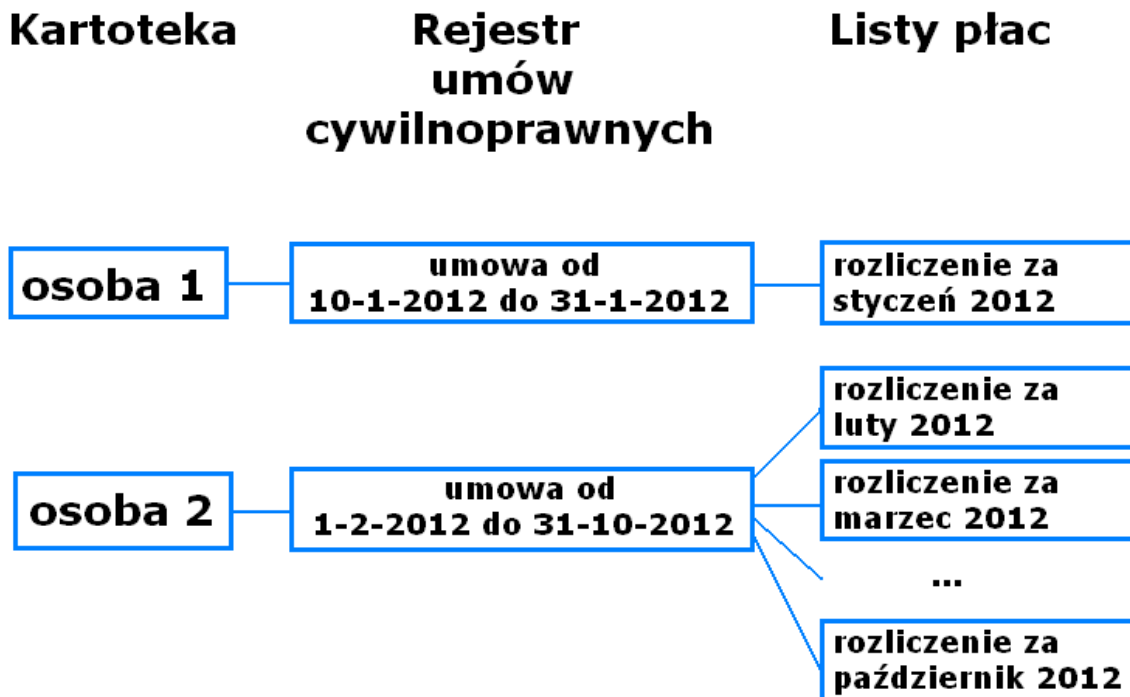 Kartoteka
Rejestr
umów
cywilnoprawnych
Listy płac
osoba 1
umowa od
10-1-2012 do 31-1-2012
rozliczenie za
styczeń 2012
osoba 2
umowa od
1-2-2012 do 31-10-2012
rozliczenie za
luty 2012
rozliczenie za
marzec 2012
...
rozliczenie za
październik 2012